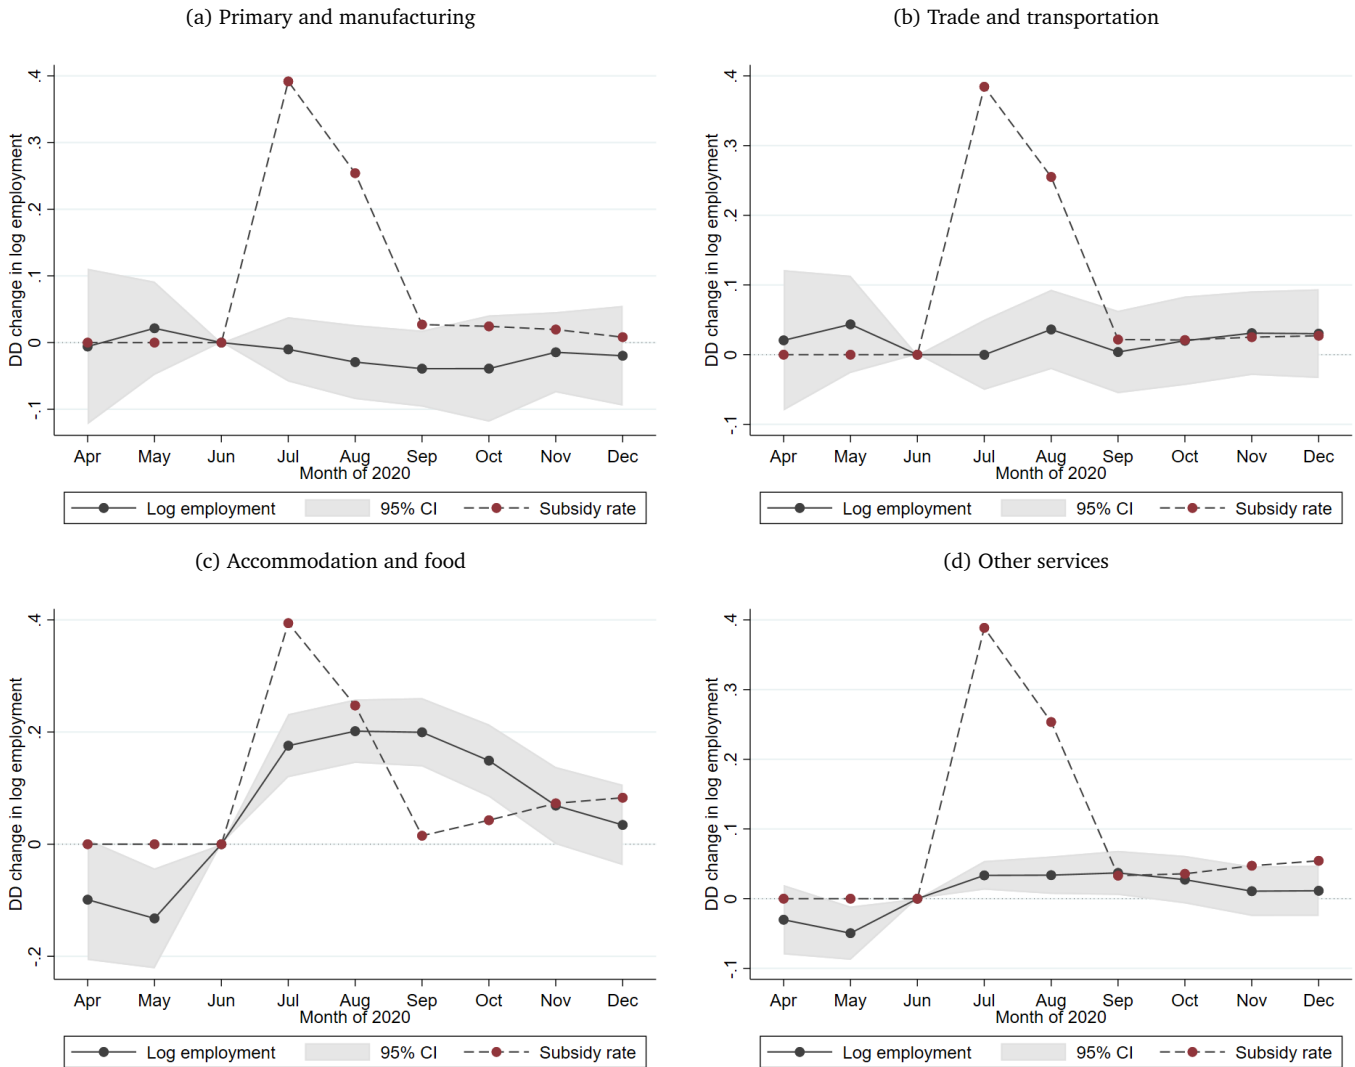 (a) Primary and manufacturing
DD change in log employment
.4
.3
.2
.1
0
-.1
Apr May Jun Jul Aug Sep Oct Nov Dec
Month of 2020
Log employment 95% CI Subsidy rate
(b) Trade and transportation
DD change in log employment
.4
.3
.2
.1
0
-.1
Apr May Jun Jul Aug Sep Oct Nov Dec
Month of 2020
Log employment 95% CI Subsidy rate
(c) Accommodation and food
DD change in log employment
.4
.2
0
-.2
Apr May Jun Jul Aug Sep Oct Nov Dec
Month of 2020
Log employment 95% CI Subsidy rate
(d) Other services
DD change in log employment
.4
.3
.2
.1
0
-.1
Apr May Jun Jul Aug Sep Oct Nov Dec
Month of 2020
Log employment 95% CI Subsidy rate